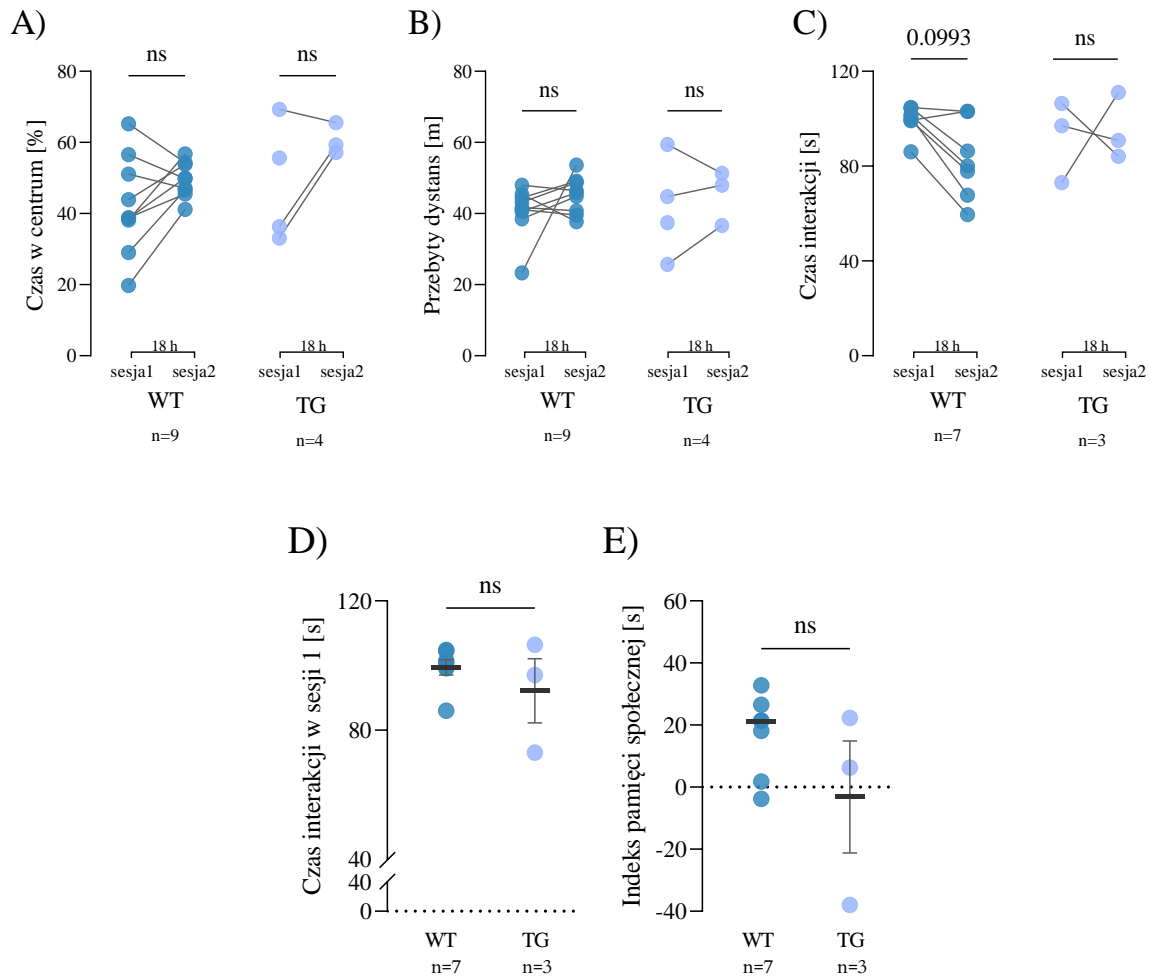 A)
B)
C)
ns
ns
ns
ns
0.0993
ns
Czas w centrum [%]
80
60
40
20
0
18 h
18 h
sesja1
sesja2
sesja1
sesja2
WT
TG
n=9
n=4
Przebyty dystans [m]
80
60
40
20
0
18 h
18 h
sesja1
sesja2
sesja1
sesja2
WT
TG
n=9
n=4
Czas interakcji [s]
120
80
40
0
18 h
18 h
sesja1
sesja2
sesja1
sesja2
WT
TG
n=7
n=3
D)
ns
Czas interakcji w sesji 1 [s]
120
80
40
40
0
WT
TG
n=7
n=3
E)
ns
Indeks pamięci społecznej [s]
60
40
20
0
-20
-40
WT
TG
n=7
n=3